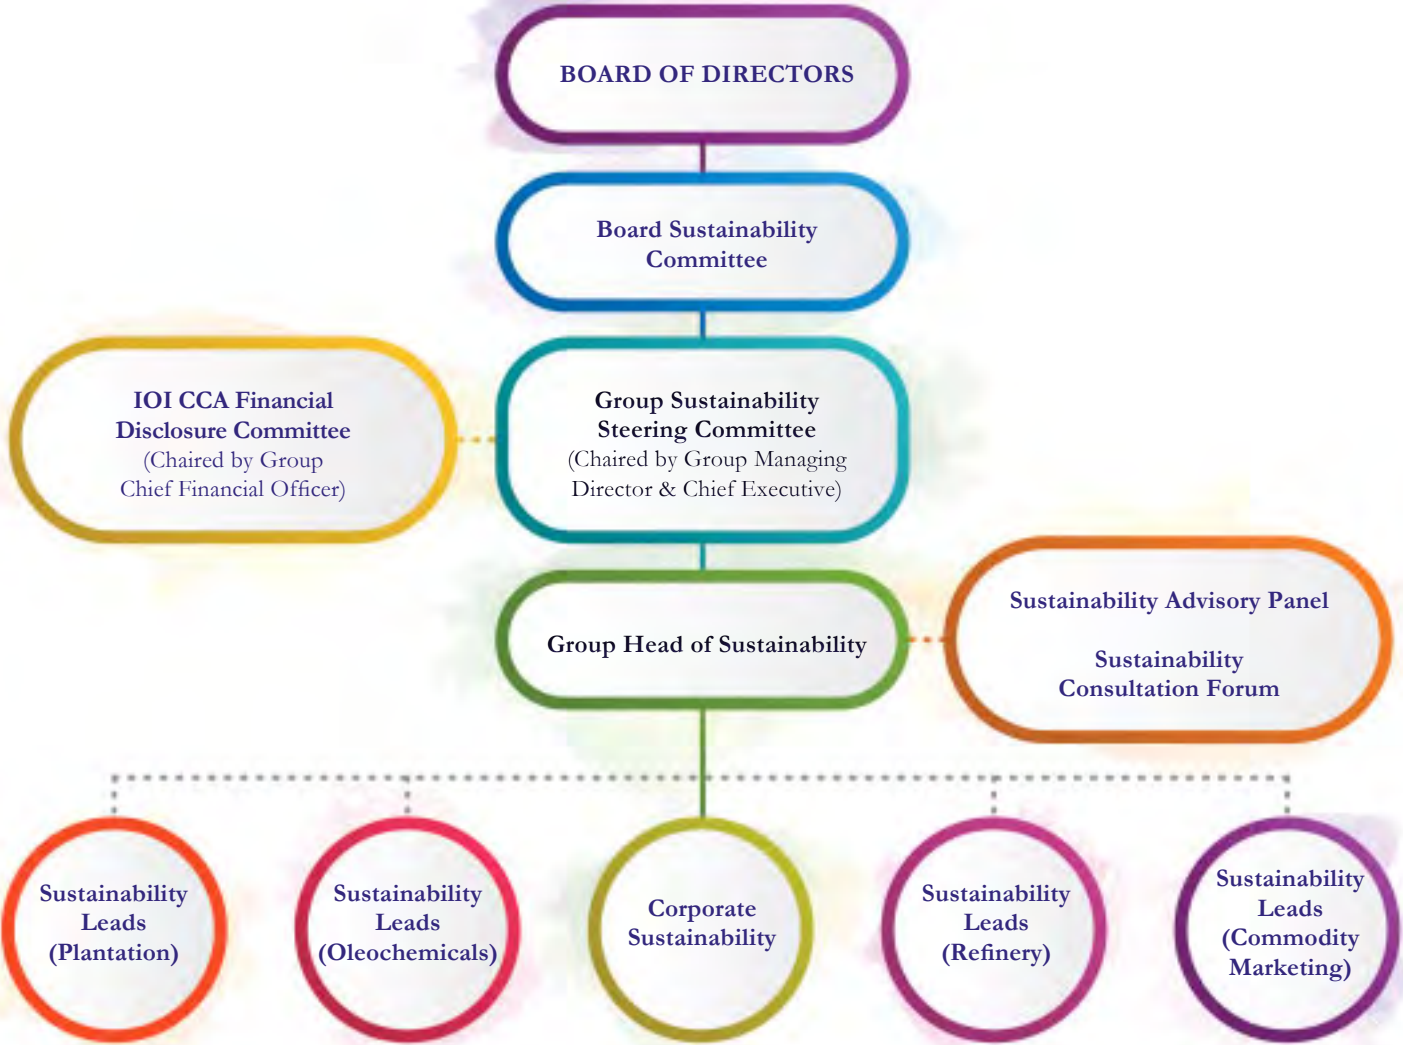 BOARD OF DIRECTORS
Board Sustainability
Committee
IOI CCA Financial
Disclosure Committee
(Chaired by Group
Chief Financial Officer)
Group Sustainability
Steering Committee
(Chaired by Group Managing
Director & Chief Executive)
Group Head of Sustainability
Sustainability Advisory Panel
Sustainability
Consultation Forum
Sustainability
Leads
(Plantation)
Sustainability
Leads
(Oleochemicals)
Corporate
Sustainability
Sustainability
Leads
(Refinery)
Sustainability
Leads
(Commodity
Marketing)